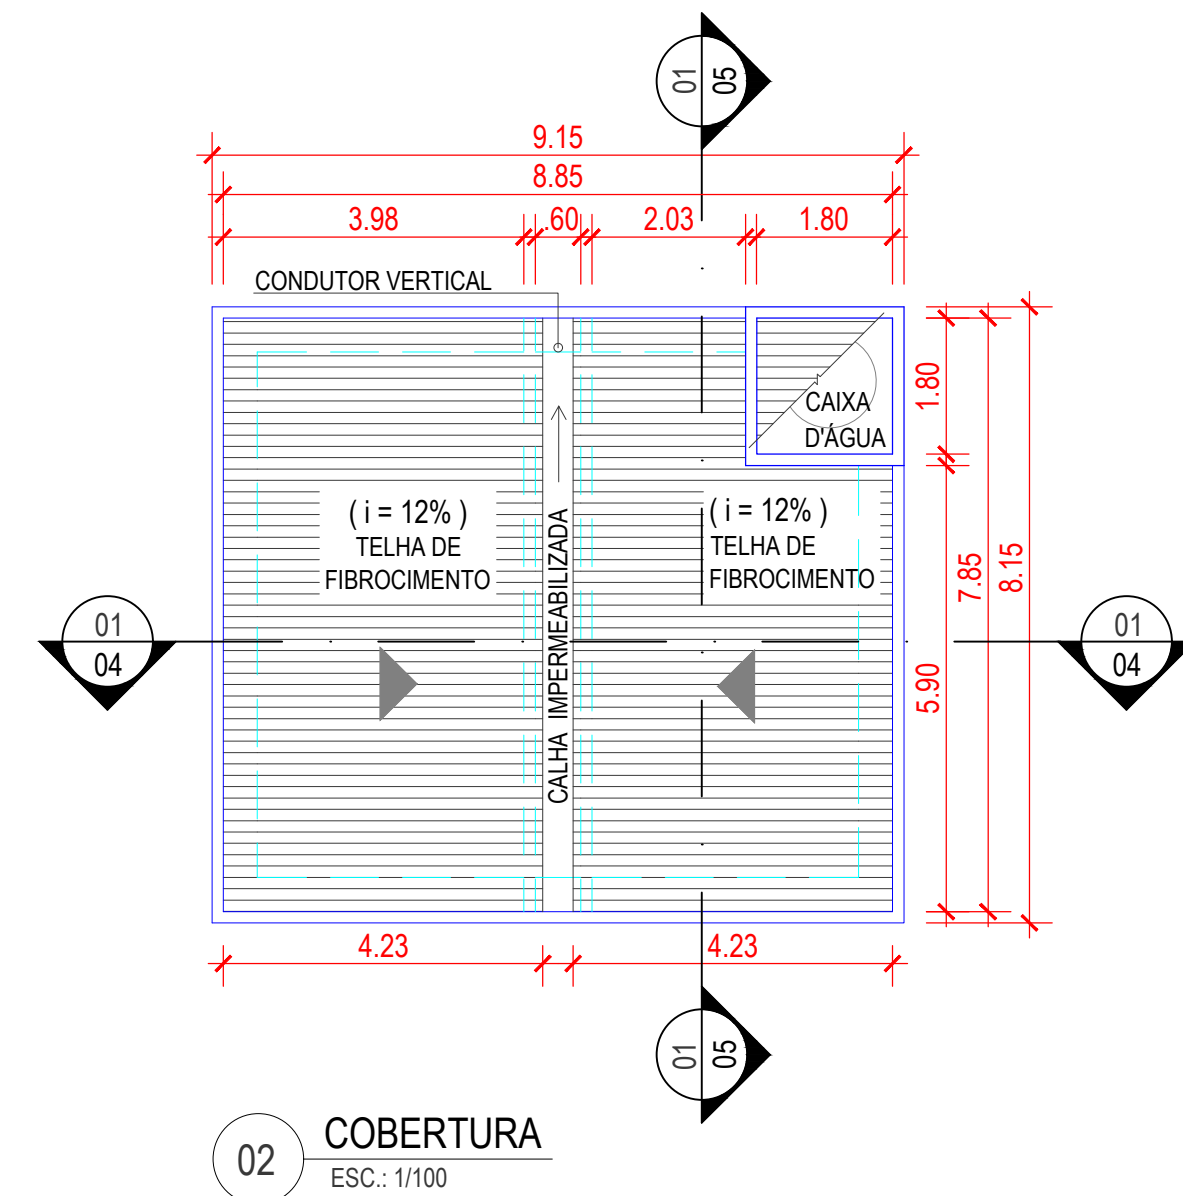 01
05
9.15
8.85
3.98
.60
2.03
1.80
CONDUTOR VERTICAL
CAIXA
D'ÁGUA
1.80
( i = 12% )
TELHA DE
FIBROCIMENTO
CALHA IMPERMEABILIZADA
( i = 12% )
TELHA DE
FIBROCIMENTO
7.85
8.15
5.90
01
04
01
04
4.23
4.23
01
05
02
COBERTURA
ESC.: 1/100